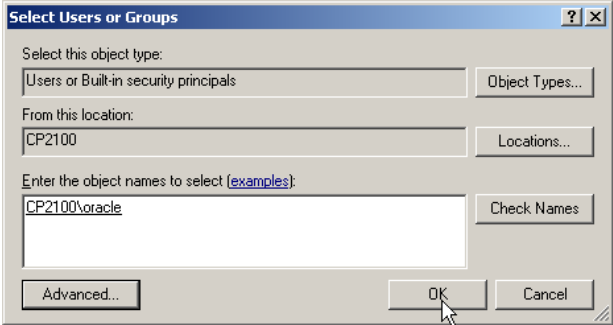 Select Users or Groups
Select this object type:
Users or Built-in security principals
Object Types...
From this location:
CP2100
Locations...
Enter the object names to select (examples):
CP2100\oracle
Check Names
Advanced...
OK
Cancel